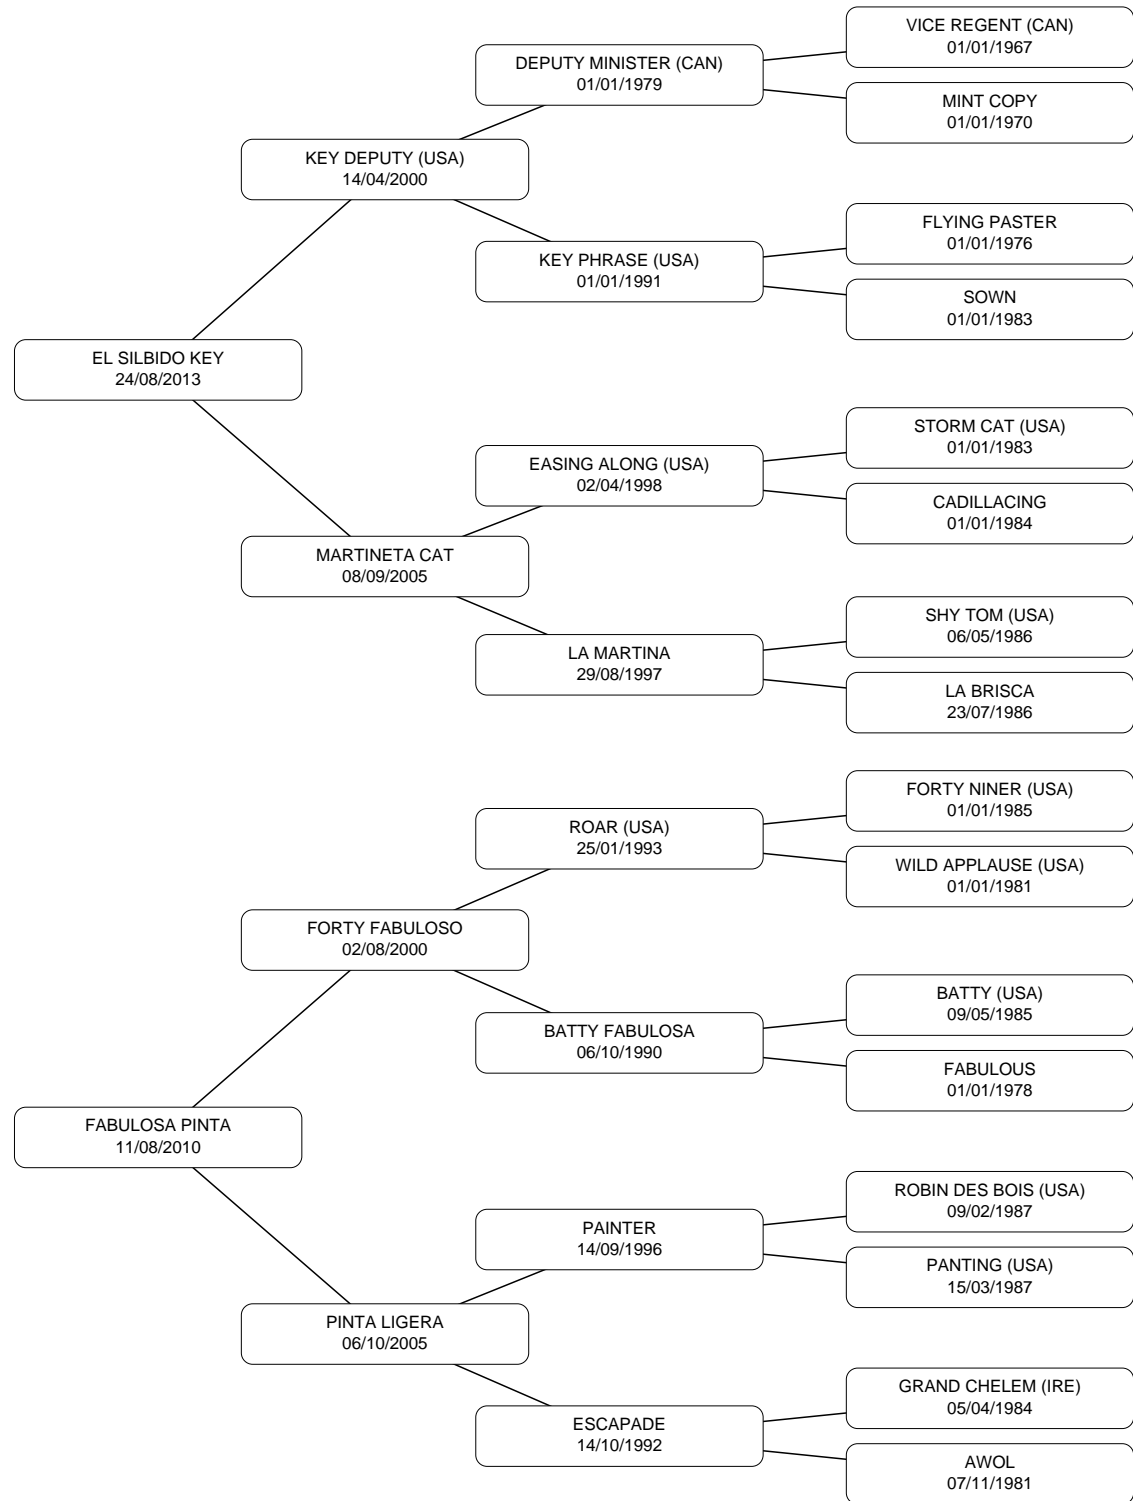 VICE REGENT (CAN)
01/01/1967
DEPUTY MINISTER (CAN)
01/01/1979
MINT COPY
01/01/1970
KEY DEPUTY (USA)
14/04/2000
FLYING PASTER
01/01/1976
KEY PHRASE (USA)
01/01/1991
SOWN
01/01/1983
EL SILBIDO KEY
24/08/2013
STORM CAT (USA)
01/01/1983
EASING ALONG (USA)
02/04/1998
CADILLACING
01/01/1984
MARTINETA CAT
08/09/2005
SHY TOM (USA)
06/05/1986
LA MARTINA
29/08/1997
LA BRISCA
23/07/1986
FORTY NINER (USA)
01/01/1985
ROAR (USA)
25/01/1993
WILD APPLAUSE (USA)
01/01/1981
FORTY FABULOSO
02/08/2000
BATTY (USA)
09/05/1985
BATTY FABULOSA
06/10/1990
FABULOUS
01/01/1978
FABULOSA PINTA
11/08/2010
ROBIN DES BOIS (USA)
09/02/1987
PAINTER
14/09/1996
PANTING (USA)
15/03/1987
PINTA LIGERA
06/10/2005
GRAND CHELEM (IRE)
05/04/1984
ESCAPADE
14/10/1992
AWOL
07/11/1981